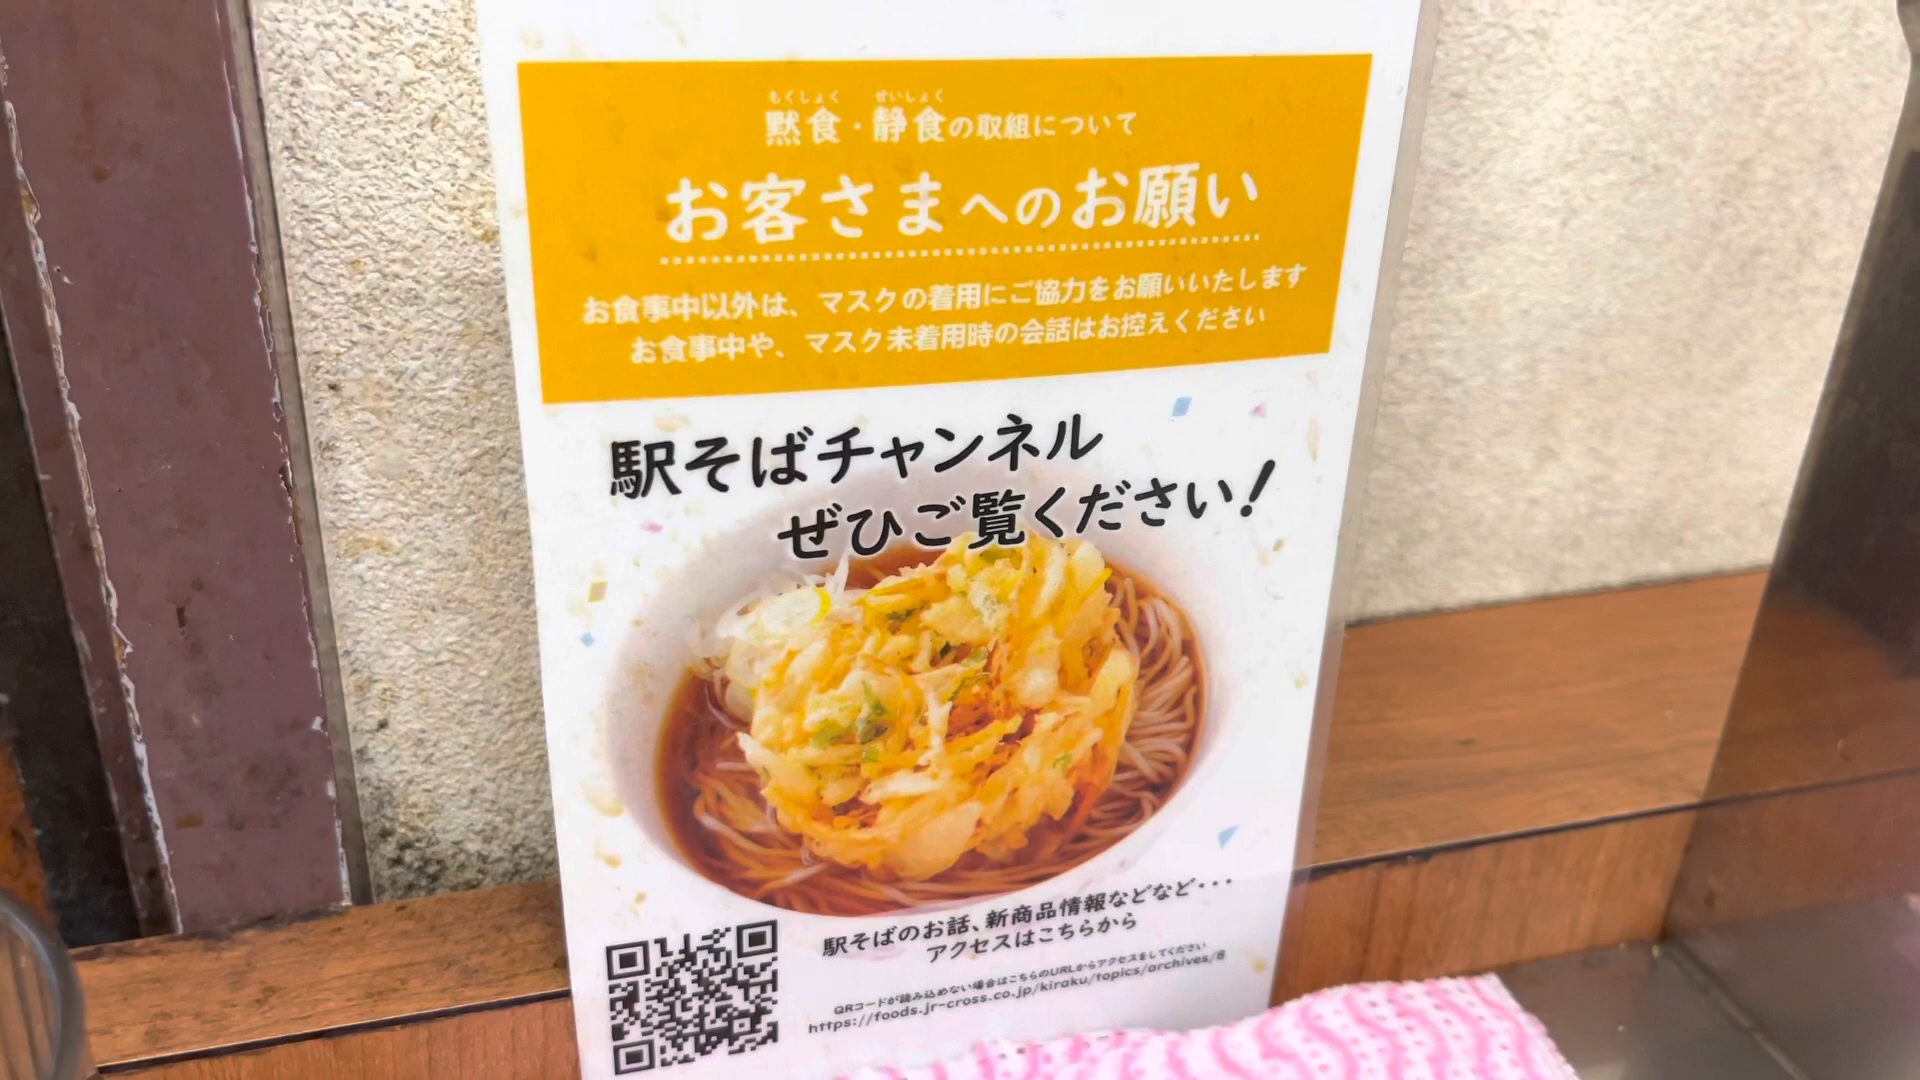 もくしょく せいしょく
黙食・静食の取組について
お客さまへのお願い
お食事中以外は、マスクの着用にご協力をお願いいたします
お食事中や、マスク未着用時の会話はお控えください
駅そばチャンネル
ぜひご覧ください!
駅そばのお話、新商品情報などなど・・・
アクセスはこちらから
QRコードが読み込めない場合はこちらのURLからアクセスをしてください
https://foods.jr-cross.co.jp/kiraku/topics/archives/8